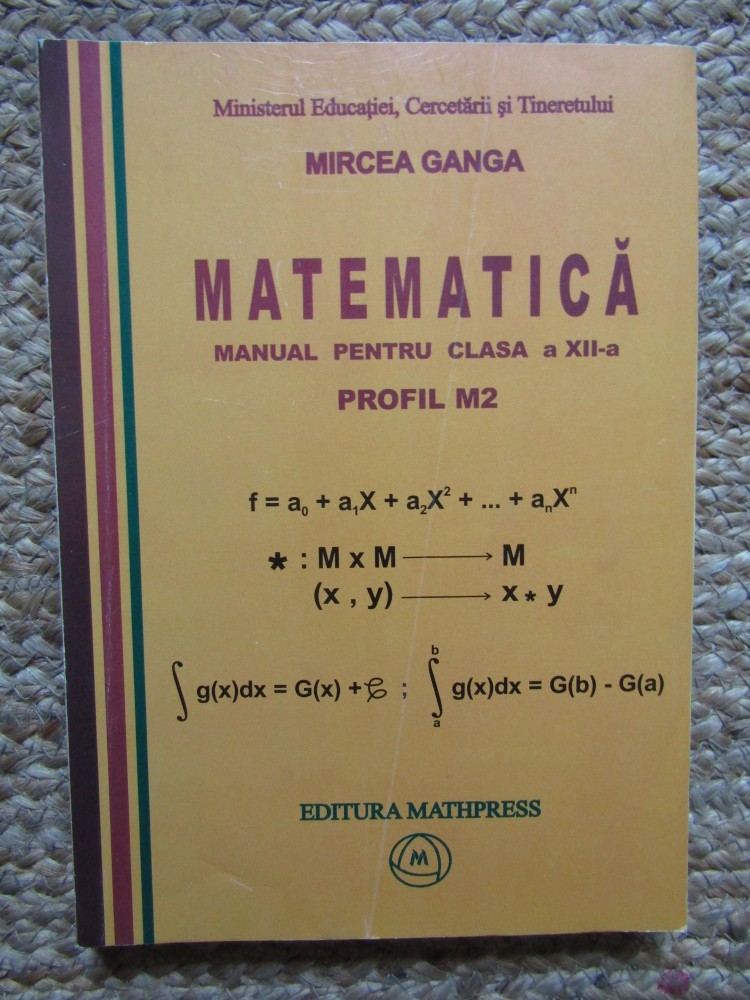 Ministerul Educației, Cercetării și Tineretului
MIRCEA GANGA
MATEMATICĂ
MANUAL PENTRU CLASA a XII-a
PROFIL M2
f = a₀ + a₁X + a₂X² + ... + aₙXⁿ
* : M x M ⟶ M
(x , y) ⟶ x * y
∫ g(x)dx = G(x) + 𝒞 ; ∫ₐᵇ g(x)dx = G(b) - G(a)
EDITURA MATHPRESS
M